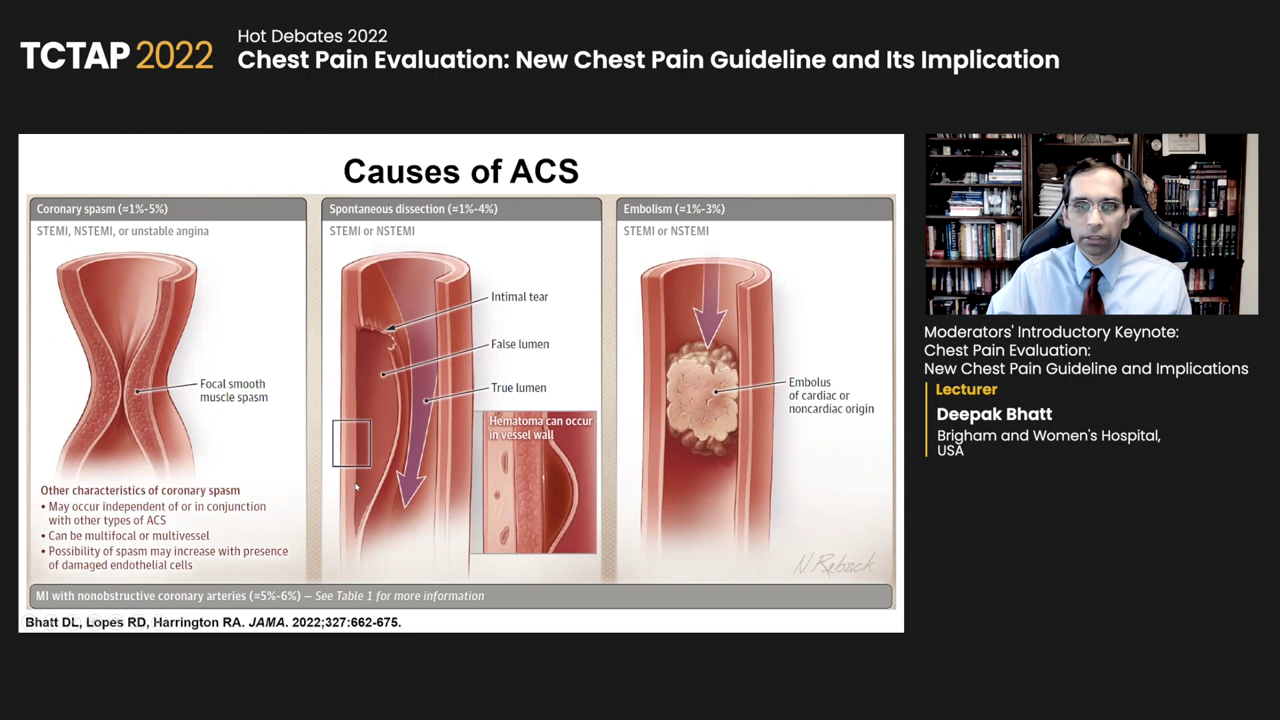 TCTAP 2022
Hot Debates 2022
Chest Pain Evaluation: New Chest Pain Guideline and Its Implication
Causes of ACS
Coronary spasm (≈1%-5%)
STEMI, NSTEMI, or unstable angina
Focal smooth
muscle spasm
Other characteristics of coronary spasm
• May occur independent of or in conjunction
with other types of ACS
• Can be multifocal or multivessel
• Possibility of spasm may increase with presence
of damaged endothelial cells
Spontaneous dissection (≈1%-4%)
STEMI or NSTEMI
Intimal tear
False lumen
True lumen
Hematoma can occur
in vessel wall
Embolism (≈1%-3%)
STEMI or NSTEMI
Embolus
of cardiac or
noncardiac origin
N. Reback
MI with nonobstructive coronary arteries (≈5%-6%) — See Table 1 for more information
Bhatt DL, Lopes RD, Harrington RA. JAMA. 2022;327:662-675.
Moderators' Introductory Keynote:
Chest Pain Evaluation:
New Chest Pain Guideline and Implications
Lecturer
Deepak Bhatt
Brigham and Women's Hospital,
USA